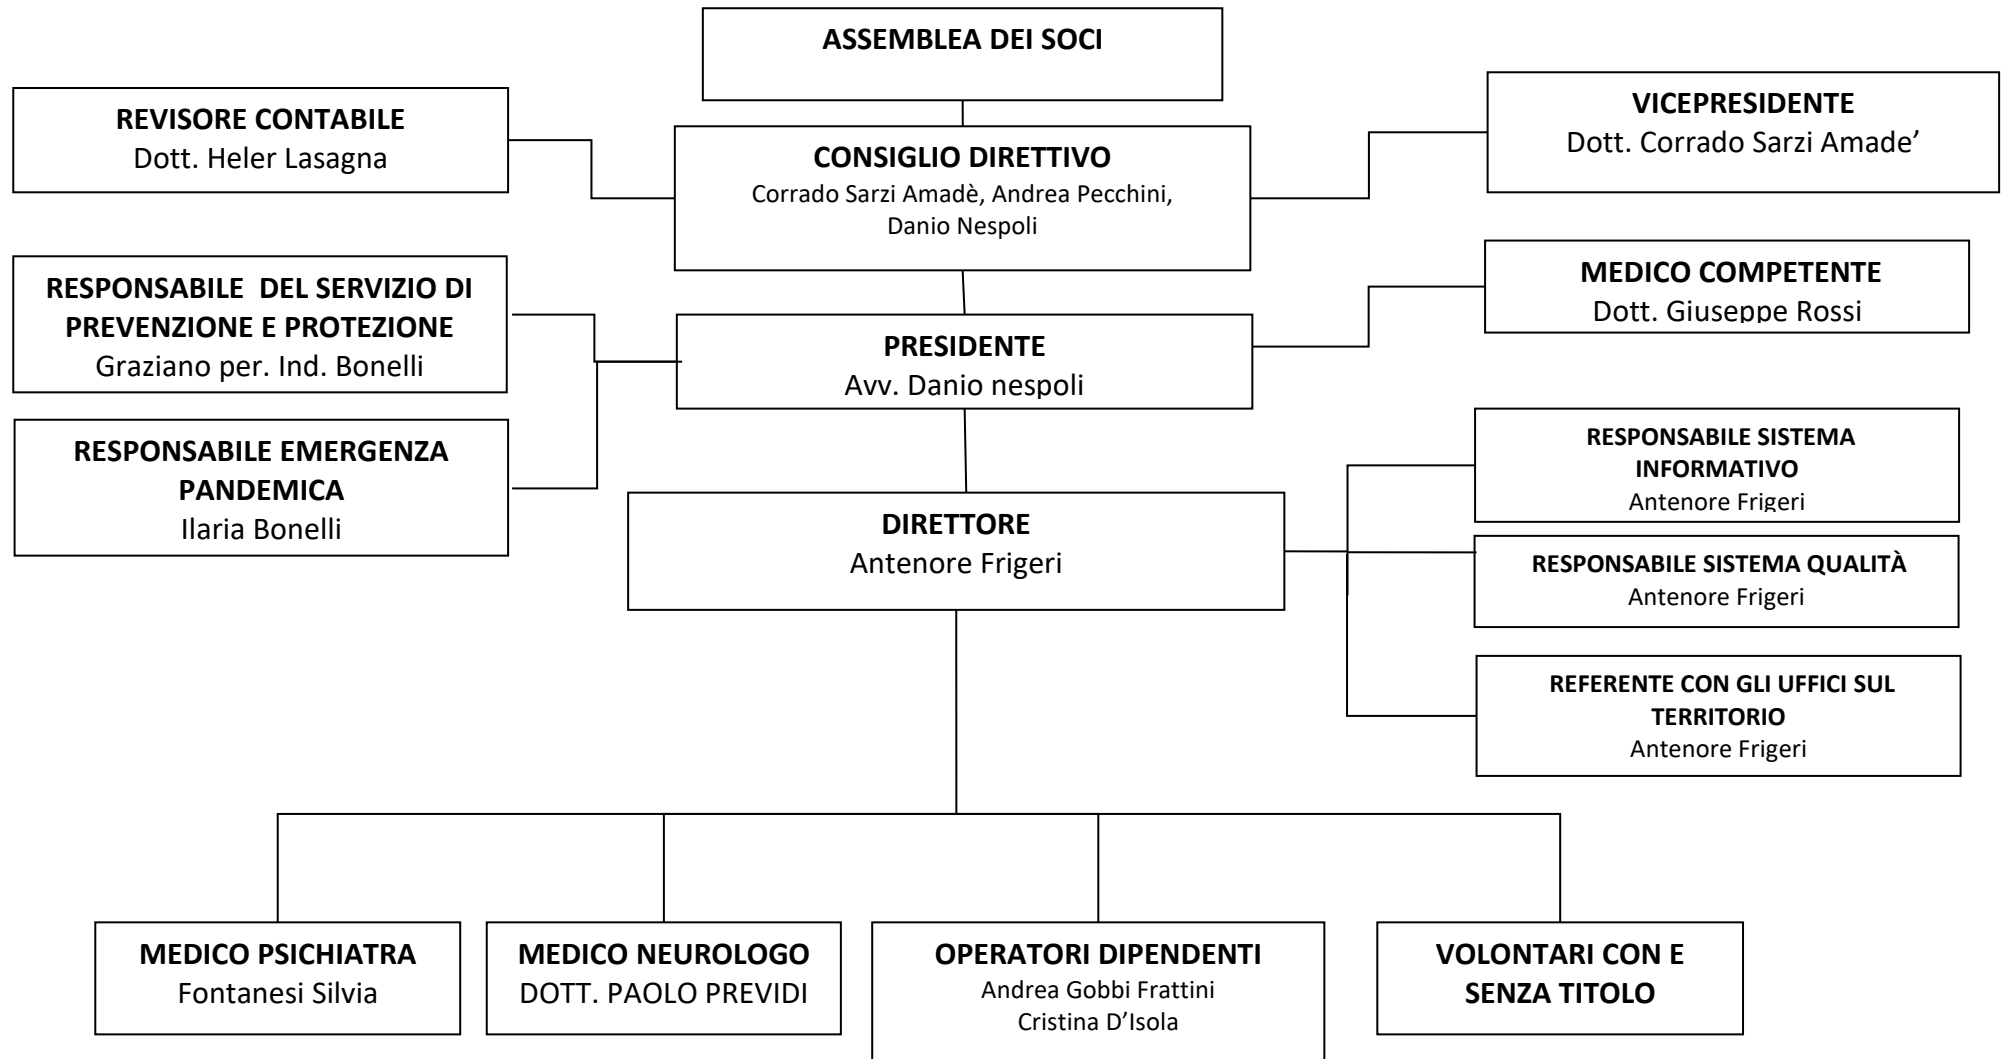 ASSEMBLEA DEI SOCI
REVISORE CONTABILE
Dott. Heler Lasagna
CONSIGLIO DIRETTIVO
Corrado Sarzi Amadè, Andrea Pecchini,
Danio Nespoli
VICEPRESIDENTE
Dott. Corrado Sarzi Amade’
RESPONSABILE  DEL SERVIZIO DI
PREVENZIONE E PROTEZIONE
Graziano per. Ind. Bonelli
PRESIDENTE
Avv. Danio nespoli
MEDICO COMPETENTE
Dott. Giuseppe Rossi
RESPONSABILE EMERGENZA
PANDEMICA
Ilaria Bonelli
DIRETTORE
Antenore Frigeri
RESPONSABILE SISTEMA
INFORMATIVO
Antenore Frigeri
RESPONSABILE SISTEMA QUALITÀ
Antenore Frigeri
REFERENTE CON GLI UFFICI SUL
TERRITORIO
Antenore Frigeri
MEDICO PSICHIATRA
Fontanesi Silvia
MEDICO NEUROLOGO
DOTT. PAOLO PREVIDI
OPERATORI DIPENDENTI
Andrea Gobbi Frattini
Cristina D’Isola
VOLONTARI CON E
SENZA TITOLO